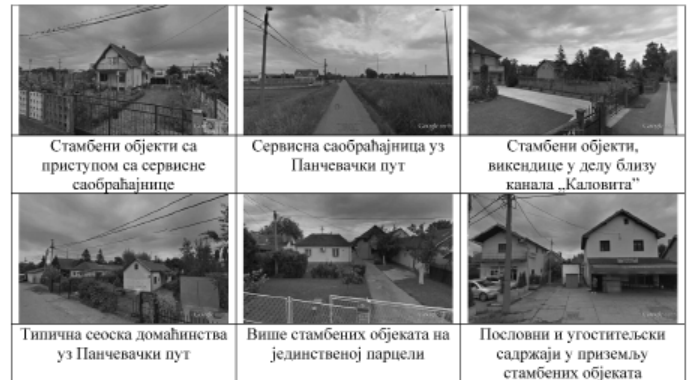 Стамбени објекти са
приступом са сервисне
саобраћајнице
Сервисна саобраћајница уз
Панчевачки пут
Стамбени објекти,
викендице у делу близу
канала „Каловита”
Типична сеоска домаћинства
уз Панчевачки пут
Више стамбених објеката на
јединственој парцели
Пословни и угоститељски
садржаји у приземљу
стамбених објеката